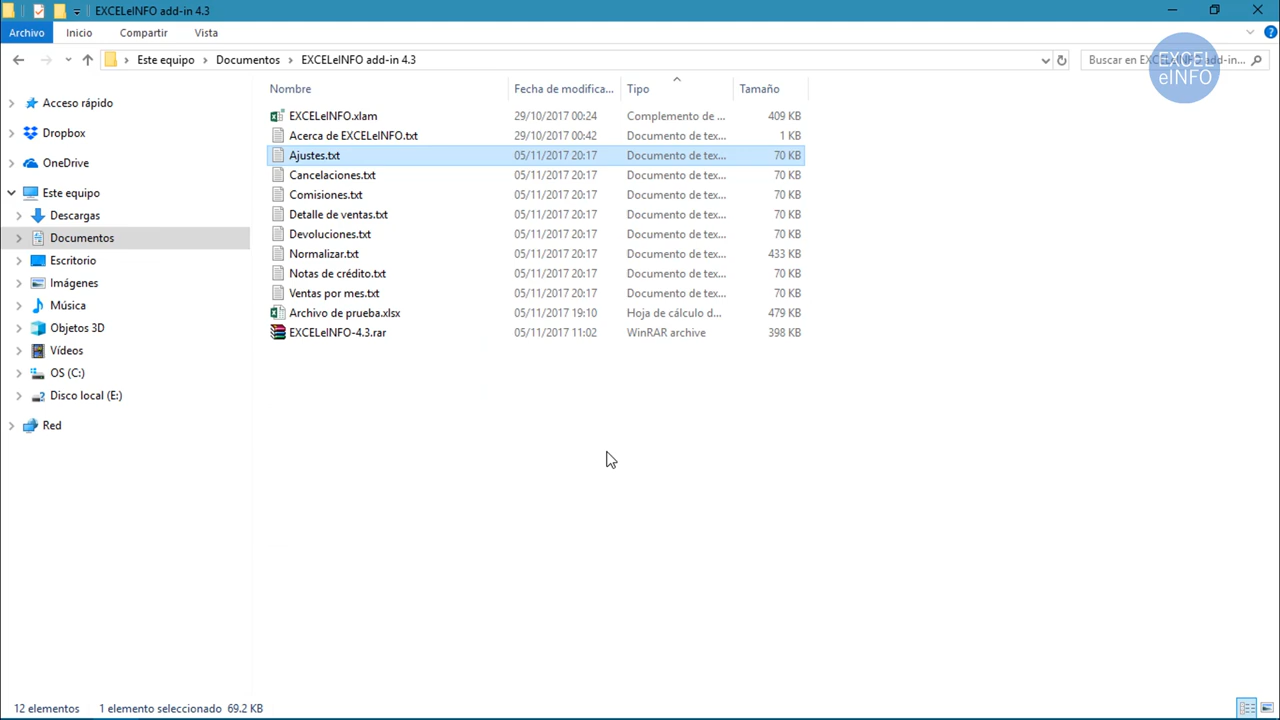 EXCELeINFO add-in 4.3
Archivo Inicio Compartir Vista
Este equipo Documentos EXCELeINFO add-in 4.3 Buscar en EXCELeINFO add-in...
EXCEL
eINFO
Nombre Fecha de modifica... Tipo Tamaño
Acceso rápido
Dropbox
OneDrive
Este equipo
Descargas
Documentos
Escritorio
Imágenes
Música
Objetos 3D
Vídeos
OS (C:)
Disco local (E:)
Red
EXCELeINFO.xlam 29/10/2017 00:24 Complemento de ... 409 KB
Acerca de EXCELeINFO.txt 29/10/2017 00:42 Documento de tex... 1 KB
Ajustes.txt 05/11/2017 20:17 Documento de tex... 70 KB
Cancelaciones.txt 05/11/2017 20:17 Documento de tex... 70 KB
Comisiones.txt 05/11/2017 20:17 Documento de tex... 70 KB
Detalle de ventas.txt 05/11/2017 20:17 Documento de tex... 70 KB
Devoluciones.txt 05/11/2017 20:17 Documento de tex... 70 KB
Normalizar.txt 05/11/2017 20:17 Documento de tex... 433 KB
Notas de crédito.txt 05/11/2017 20:17 Documento de tex... 70 KB
Ventas por mes.txt 05/11/2017 20:17 Documento de tex... 70 KB
Archivo de prueba.xlsx 05/11/2017 19:10 Hoja de cálculo d... 479 KB
EXCELeINFO-4.3.rar 05/11/2017 11:02 WinRAR archive 398 KB
12 elementos 1 elemento seleccionado 69.2 KB